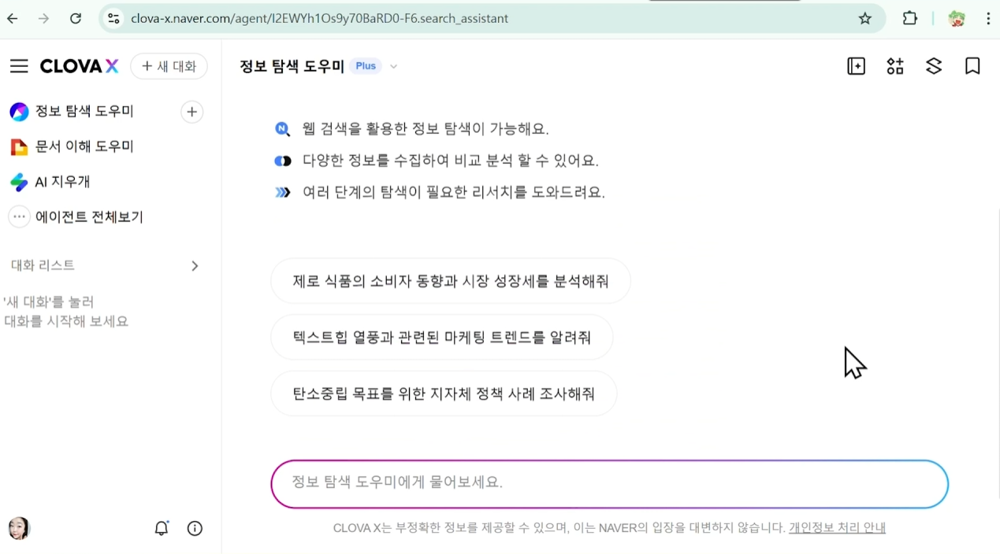 clova-x.naver.com/agent/I2EWYh1Os9y70BaRD0-F6.search_assistant
CLOVA X
+ 새 대화
정보 탐색 도우미
문서 이해 도우미
AI 지우개
에이전트 전체보기
대화 리스트
'새 대화'를 눌러
대화를 시작해 보세요
정보 탐색 도우미 Plus
웹 검색을 활용한 정보 탐색이 가능해요.
다양한 정보를 수집하여 비교 분석 할 수 있어요.
여러 단계의 탐색이 필요한 리서치를 도와드려요.
제로 식품의 소비자 동향과 시장 성장세를 분석해줘
텍스트힙 열풍과 관련된 마케팅 트렌드를 알려줘
탄소중립 목표를 위한 지자체 정책 사례 조사해줘
정보 탐색 도우미에게 물어보세요.
CLOVA X는 부정확한 정보를 제공할 수 있으며, 이는 NAVER의 입장을 대변하지 않습니다. 개인정보 처리 안내